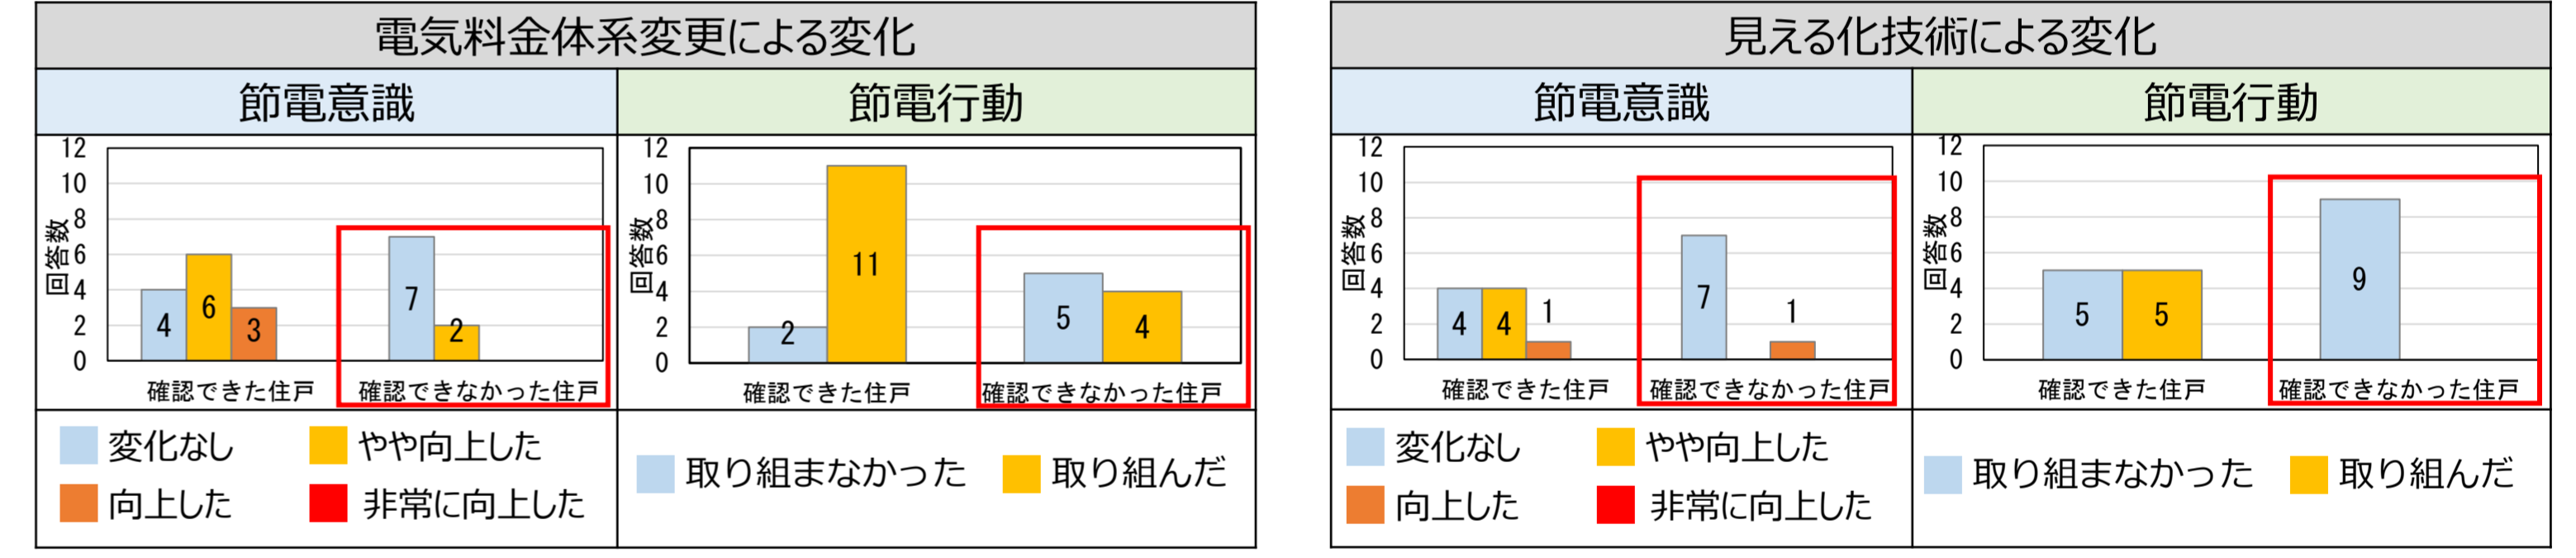 電気料金体系変更による変化
節電意識
節電行動
回答数
12
10
8
6
4
2
0
4
6
3
7
2
確認できた住戸
確認できなかった住戸
回答数
12
10
8
6
4
2
0
2
11
5
4
確認できた住戸
確認できなかった住戸
変化なし
やや向上した
向上した
非常に向上した
取り組まなかった
取り組んだ
見える化技術による変化
節電意識
節電行動
回答数
12
10
8
6
4
2
0
4
4
1
7
1
確認できた住戸
確認できなかった住戸
回答数
12
10
8
6
4
2
0
5
5
9
確認できた住戸
確認できなかった住戸
変化なし
やや向上した
向上した
非常に向上した
取り組まなかった
取り組んだ